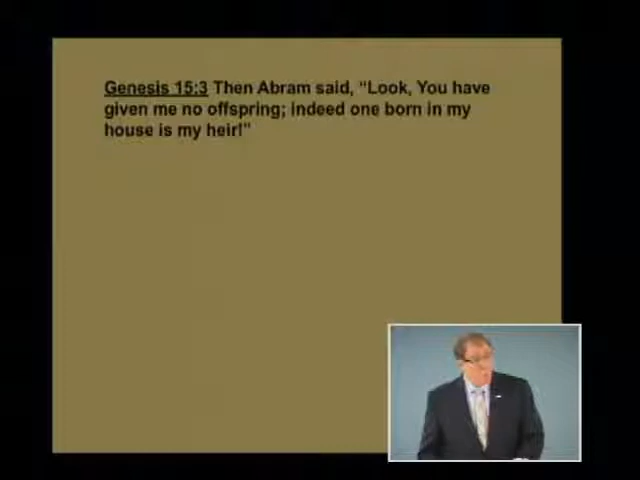 Genesis 15:3 Then Abram said, “Look, You have
given me no offspring; indeed one born in my
house is my heir!”